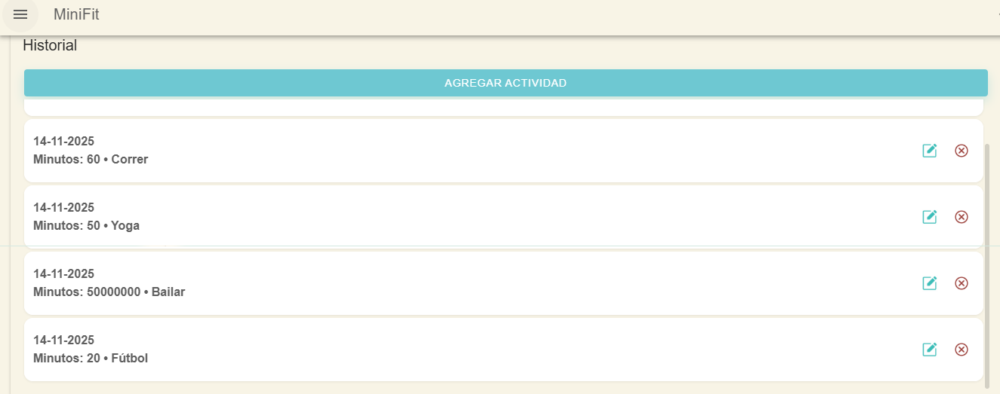 MiniFit
Historial
AGREGAR ACTIVIDAD
14-11-2025
Minutos: 60 • Correr
14-11-2025
Minutos: 50 • Yoga
14-11-2025
Minutos: 50000000 • Bailar
14-11-2025
Minutos: 20 • Fútbol